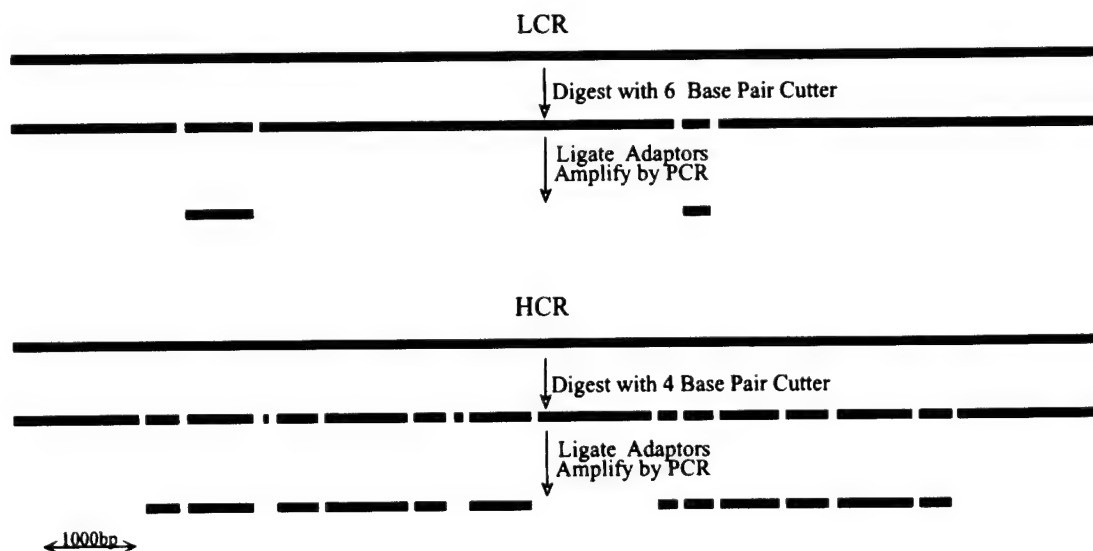 LCR
Digest with 6 Base Pair Cutter
Ligate Adaptors
Amplify by PCR
HCR
Digest with 4 Base Pair Cutter
Ligate Adaptors
Amplify by PCR
1000bp